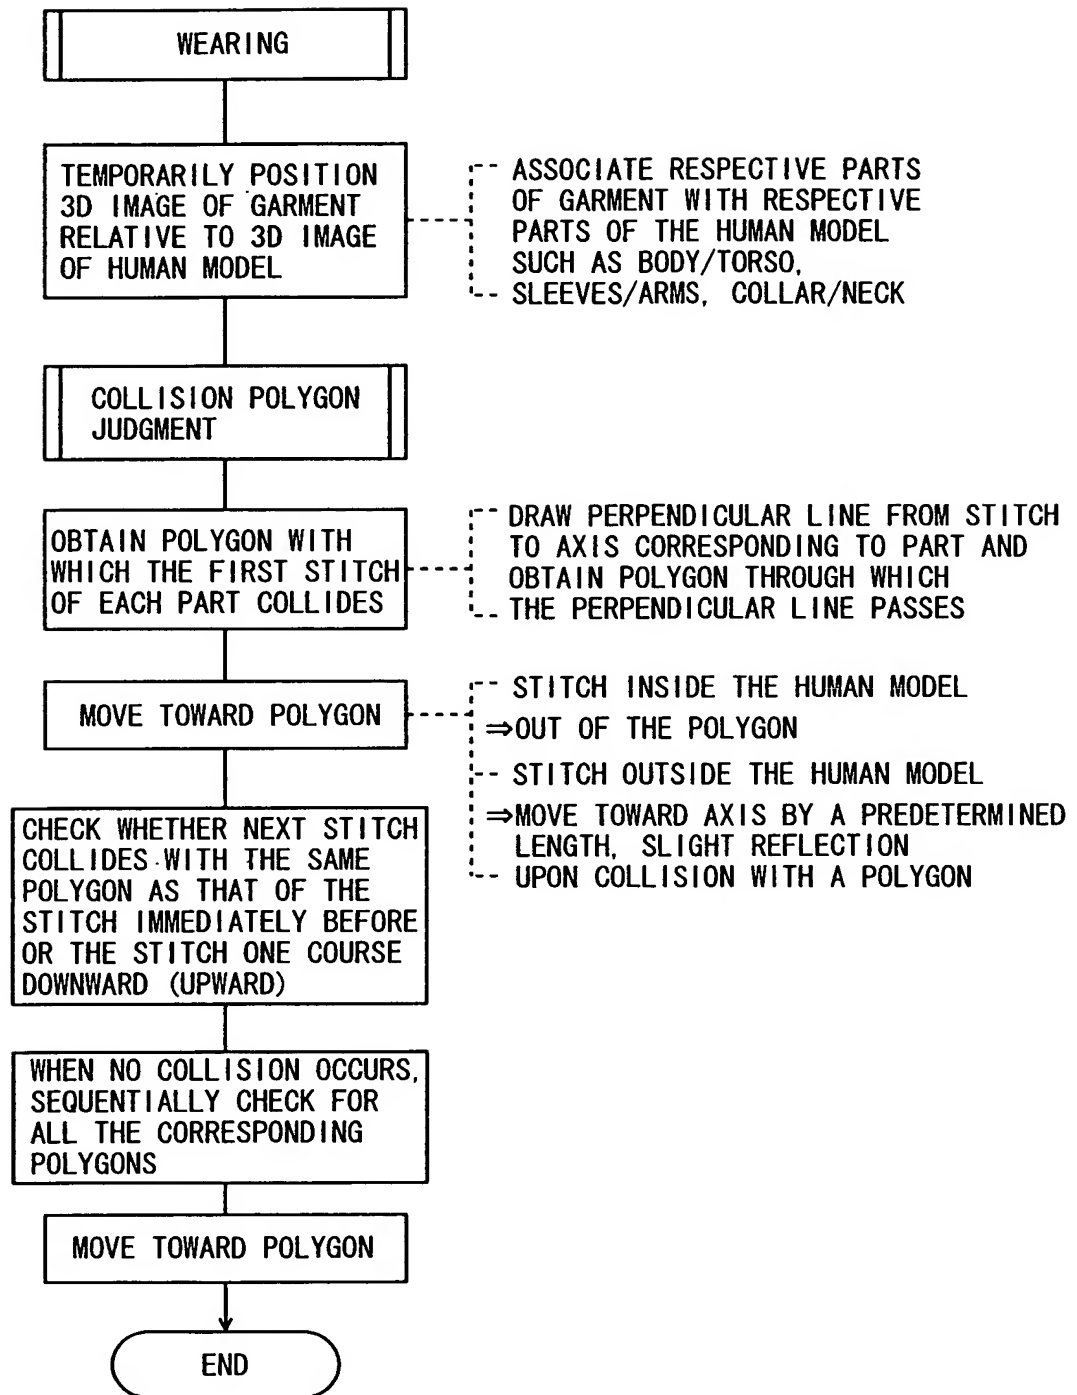 WEARING
TEMPORARILY POSITION
3D IMAGE OF GARMENT
RELATIVE TO 3D IMAGE
OF HUMAN MODEL
ASSOCIATE RESPECTIVE PARTS
OF GARMENT WITH RESPECTIVE
PARTS OF THE HUMAN MODEL
SUCH AS BODY/TORSO,
SLEEVES/ARMS, COLLAR/NECK
COLLISION POLYGON
JUDGMENT
OBTAIN POLYGON WITH
WHICH THE FIRST STITCH
OF EACH PART COLLIDES
DRAW PERPENDICULAR LINE FROM STITCH
TO AXIS CORRESPONDING TO PART AND
OBTAIN POLYGON THROUGH WHICH
THE PERPENDICULAR LINE PASSES
MOVE TOWARD POLYGON
STITCH INSIDE THE HUMAN MODEL
⇒OUT OF THE POLYGON
STITCH OUTSIDE THE HUMAN MODEL
⇒MOVE TOWARD AXIS BY A PREDETERMINED
LENGTH, SLIGHT REFLECTION
UPON COLLISION WITH A POLYGON
CHECK WHETHER NEXT STITCH
COLLIDES WITH THE SAME
POLYGON AS THAT OF THE
STITCH IMMEDIATELY BEFORE
OR THE STITCH ONE COURSE
DOWNWARD (UPWARD)
WHEN NO COLLISION OCCURS,
SEQUENTIALLY CHECK FOR
ALL THE CORRESPONDING
POLYGONS
MOVE TOWARD POLYGON
END